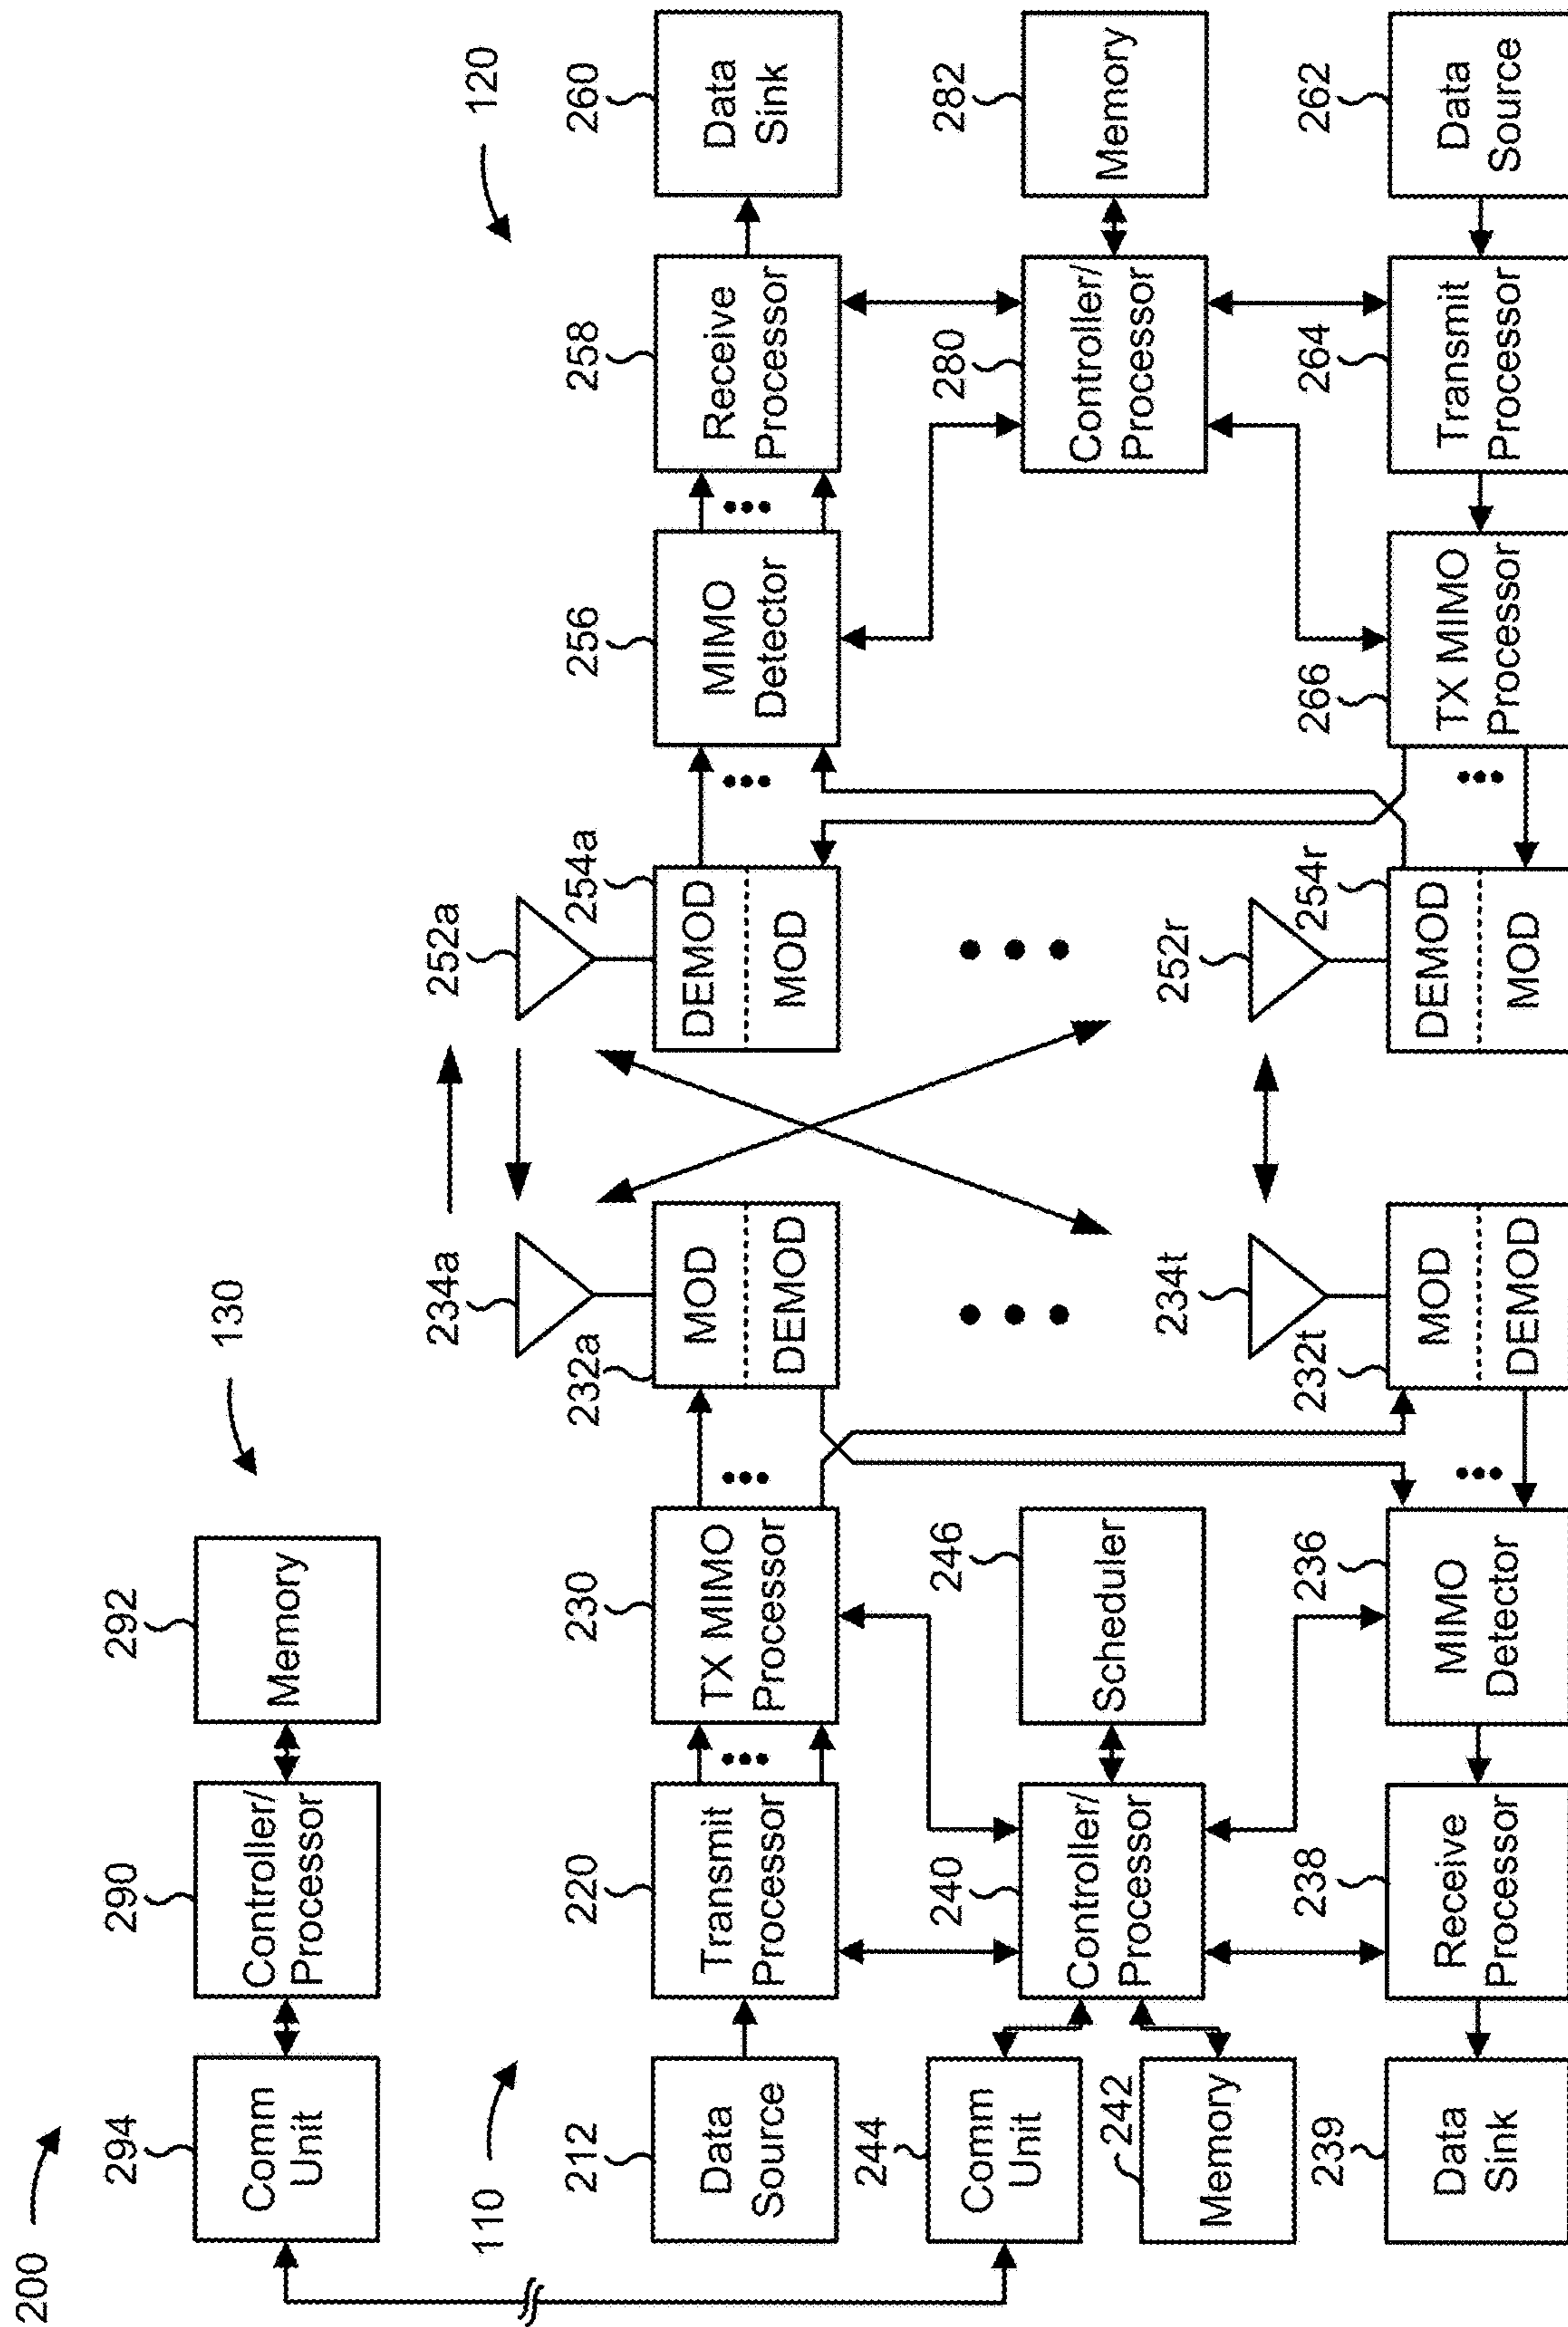 200
294
Comm
Unit
290
Controller/
Processor
292
Memory
130
110
120
212
Data
Source
220
Transmit
Processor
230
TX MIMO
Processor
232a
MOD
DEMOD
234a
252a
254a
DEMOD
MOD
256
MIMO
Detector
258
Receive
Processor
260
Data
Sink
244
Comm
Unit
242
Memory
240
Controller/
Processor
246
Scheduler
280
Controller/
Processor
282
Memory
239
Data
Sink
238
Receive
Processor
236
MIMO
Detector
232t
MOD
DEMOD
234t
252r
254r
DEMOD
MOD
266
TX MIMO
Processor
264
Transmit
Processor
262
Data
Source